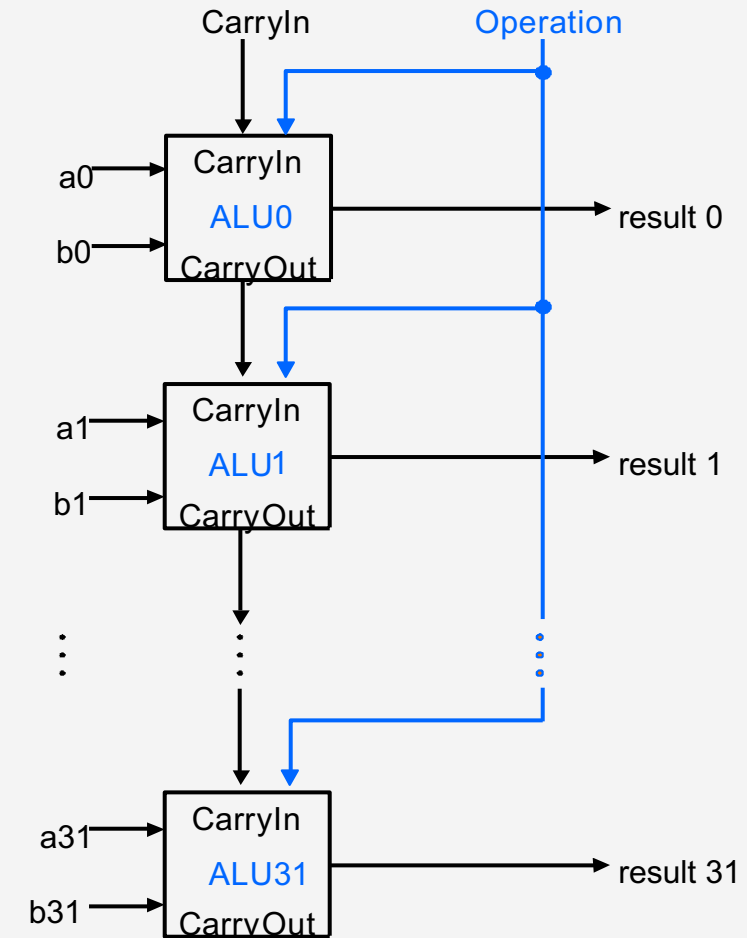 CarryIn
Operation
a0
CarryIn
ALU0
result 0
b0
CarryOut
a1
CarryIn
ALU1
result 1
b1
CarryOut
a31
CarryIn
ALU31
result 31
b31
CarryOut